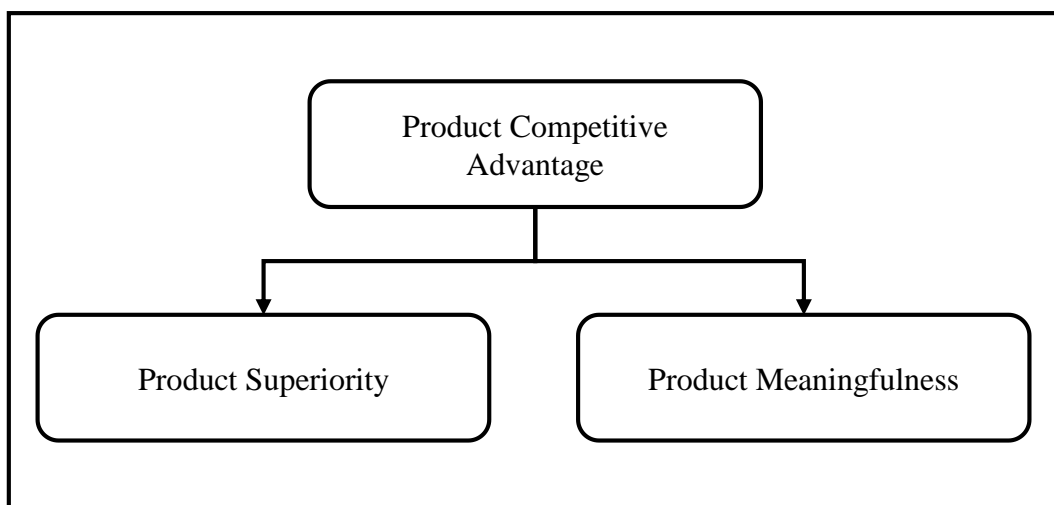 Product Competitive
Advantage
Product Superiority
Product Meaningfulness